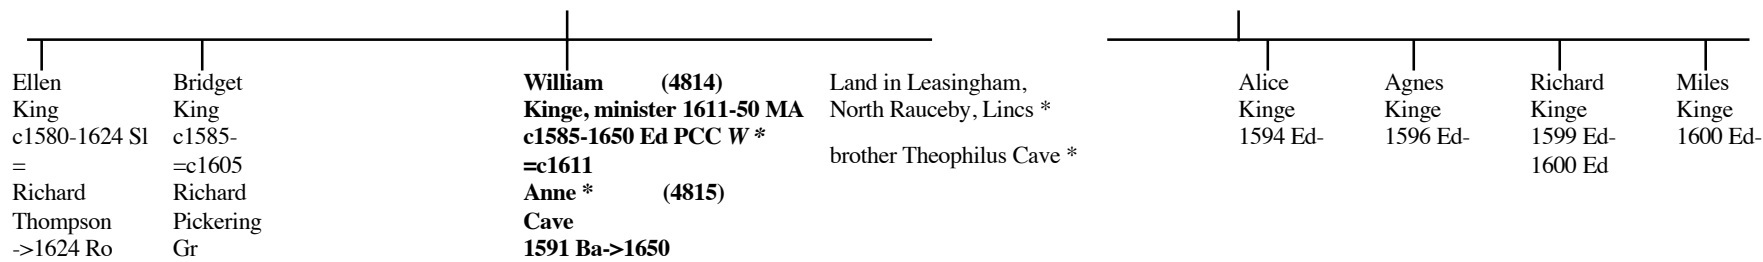 Ellen
King
c1580-1624 Sl
=
Richard
Thompson
->1624 Ro
Bridget
King
c1585-
=c1605
Richard
Pickering
Gr
William (4814)
Kinge, minister 1611-50 MA
c1585-1650 Ed PCC W *
=c1611
Anne * (4815)
Cave
1591 Ba->1650
Land in Leasingham,
North Rauceby, Lincs *
brother Theophilus Cave *
Alice
Kinge
1594 Ed-
Agnes
Kinge
1596 Ed-
Richard
Kinge
1599 Ed-
1600 Ed
Miles
Kinge
1600 Ed-